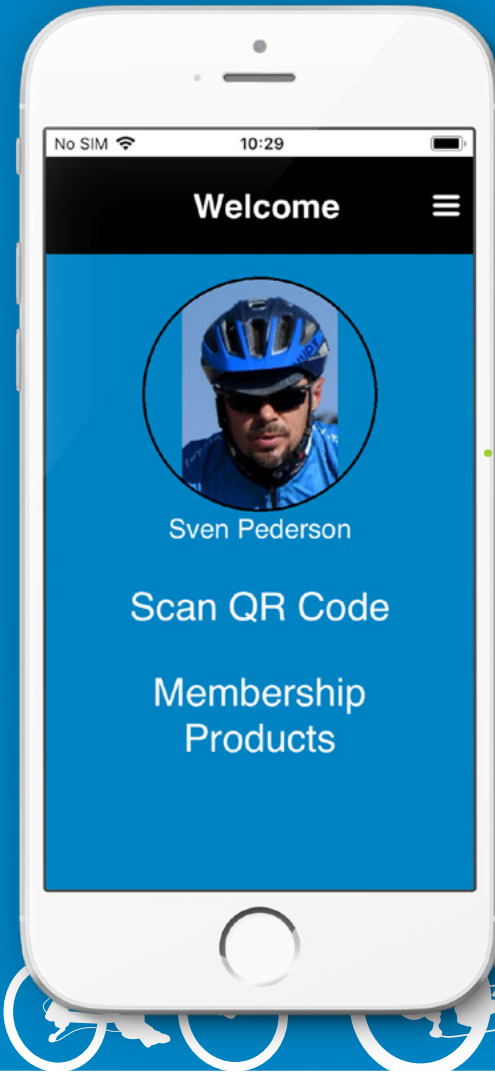 No SIM 10:29
Welcome
Sven Pederson
Scan QR Code
Membership
Products